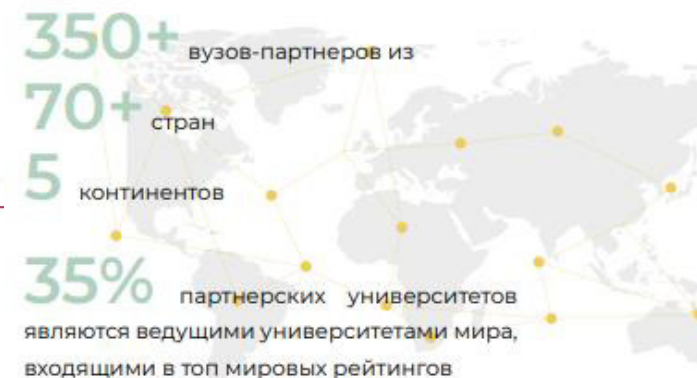 350+ вузов-партнеров из
70+ стран
5 континентов
35% партнерских университетов
являются ведущими университетами мира,
входящими в топ мировых рейтингов